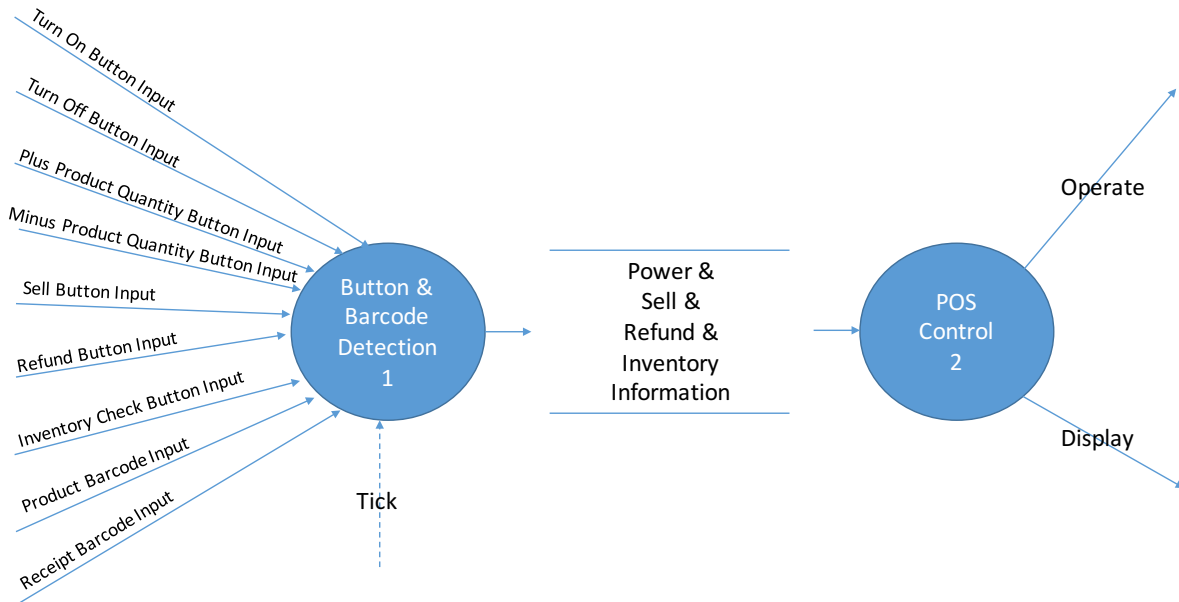 Turn On Button Input
Turn Off Button Input
Plus Product Quantity Button Input
Minus Product Quantity Button Input
Sell Button Input
Refund Button Input
Inventory Check Button Input
Product Barcode Input
Receipt Barcode Input
Button &
Barcode
Detection
1
Tick
Power &
Sell &
Refund &
Inventory
Information
POS
Control
2
Operate
Display